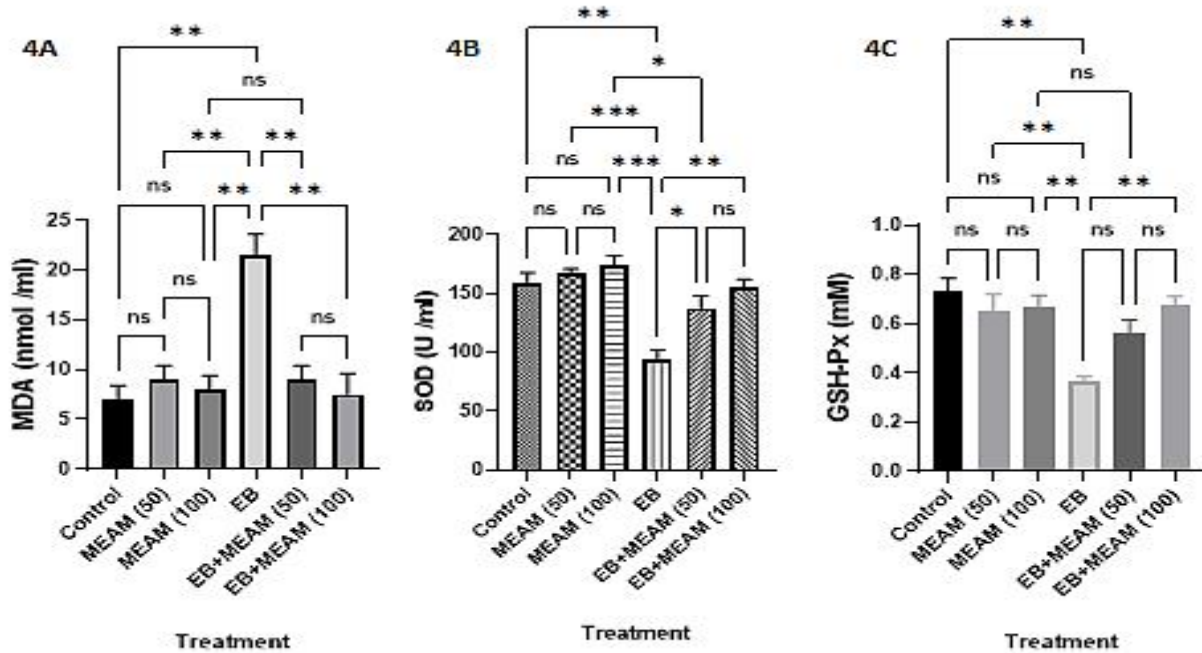 4A
**
ns
** **
ns ** **
ns
ns ns
MDA (nmol /ml)
25
20
15
10
5
0
Control
MEAM (50)
MEAM (100)
EB
EB+MEAM (50)
EB+MEAM (100)
Treatment
4B
**
*
***
ns *** **
ns ns * ns
SOD (U /ml)
200
150
100
50
0
Control
MEAM (50)
MEAM (100)
EB
EB+MEAM (50)
EB+MEAM (100)
Treatment
4C
**
ns
**
ns ** **
ns ns ns ns
GSH-Px (mM)
1.0
0.8
0.6
0.4
0.2
0.0
Control
MEAM (50)
MEAM (100)
EB
EB+MEAM (50)
EB+MEAM (100)
Treatment